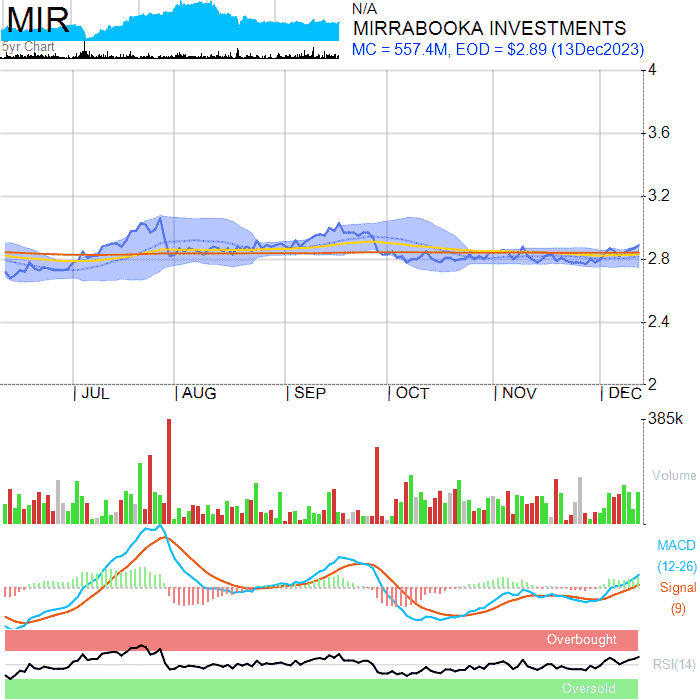 MIR
5yr Chart
N/A
MIRRABOOKA INVESTMENTS
MC = 557.4M, EOD = $2.89 (13Dec2023)
4
3.6
3.2
2.8
2.4
2
| JUL | AUG | SEP | OCT | NOV | DEC
385k
Volume
MACD
(12-26)
Signal
(9)
Overbought
RSI(14)
Oversold